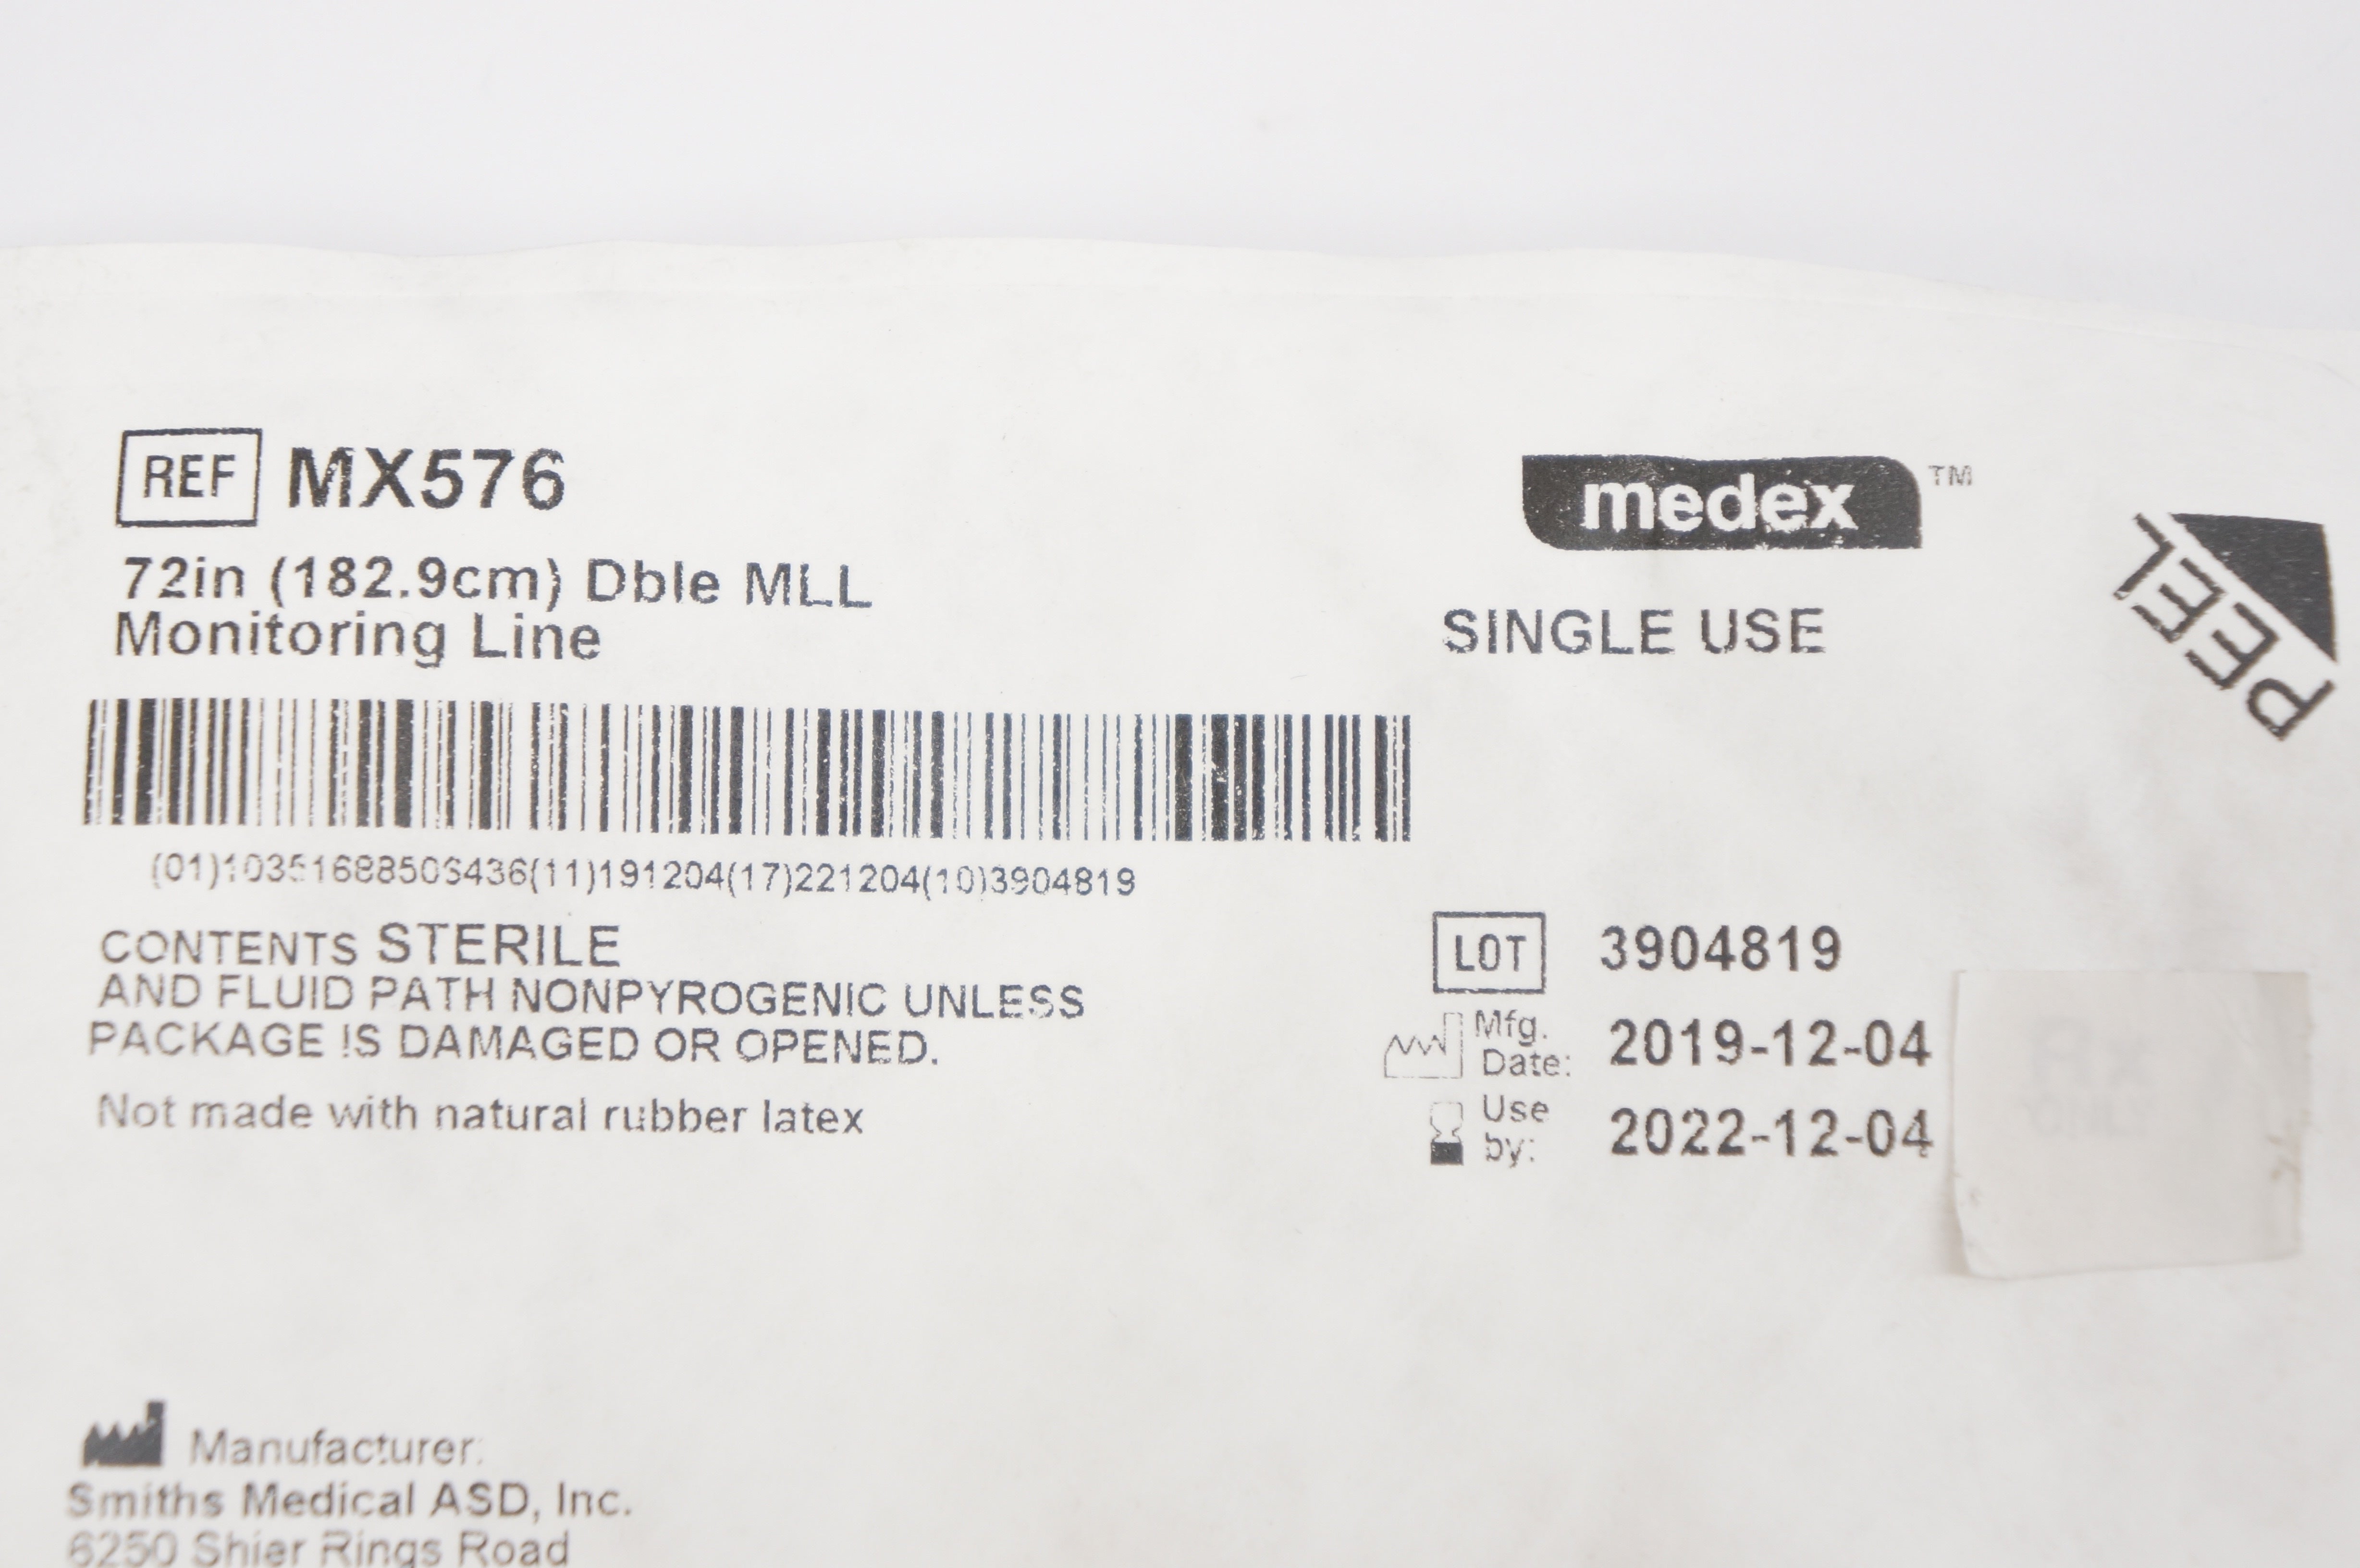 REF MX576
72in (182.9cm) Dble MLL
Monitoring Line
medex TM
SINGLE USE
PEEL
(01)10351688506436(11)191204(17)221204(10)3904819
CONTENTS STERILE
AND FLUID PATH NONPYROGENIC UNLESS
PACKAGE IS DAMAGED OR OPENED.
Not made with natural rubber latex
LOT 3904819
Mfg. Date: 2019-12-04
Use by: 2022-12-04
Manufacturer:
Smiths Medical ASD, Inc.
6250 Shier Rings Road